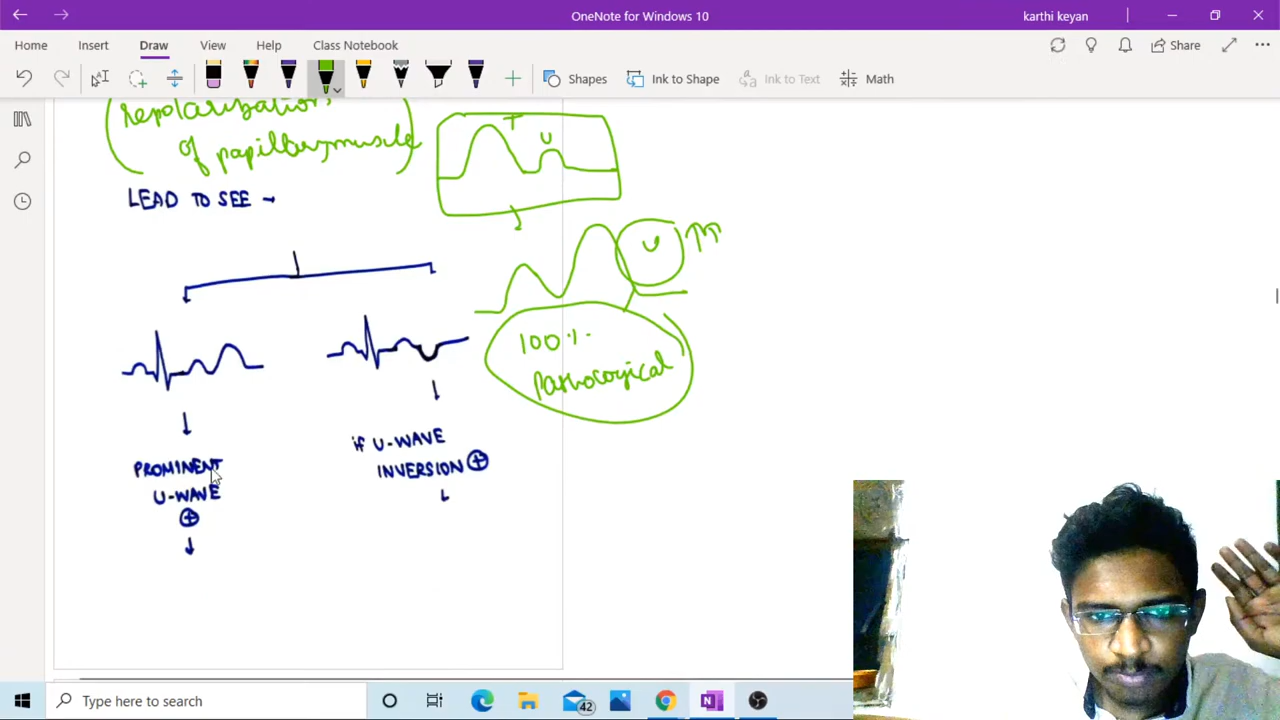 OneNote for Windows 10
karthi keyan
Home Insert Draw View Help Class Notebook
Share
Shapes
Ink to Shape
Ink to Text
Math
repolarization
of papillary muscle
T
U
LEAD TO SEE →
U ↑↑
100%
Pathological
PROMINENT
U-WAVE
+
if U-WAVE
INVERSION +
Type here to search
42